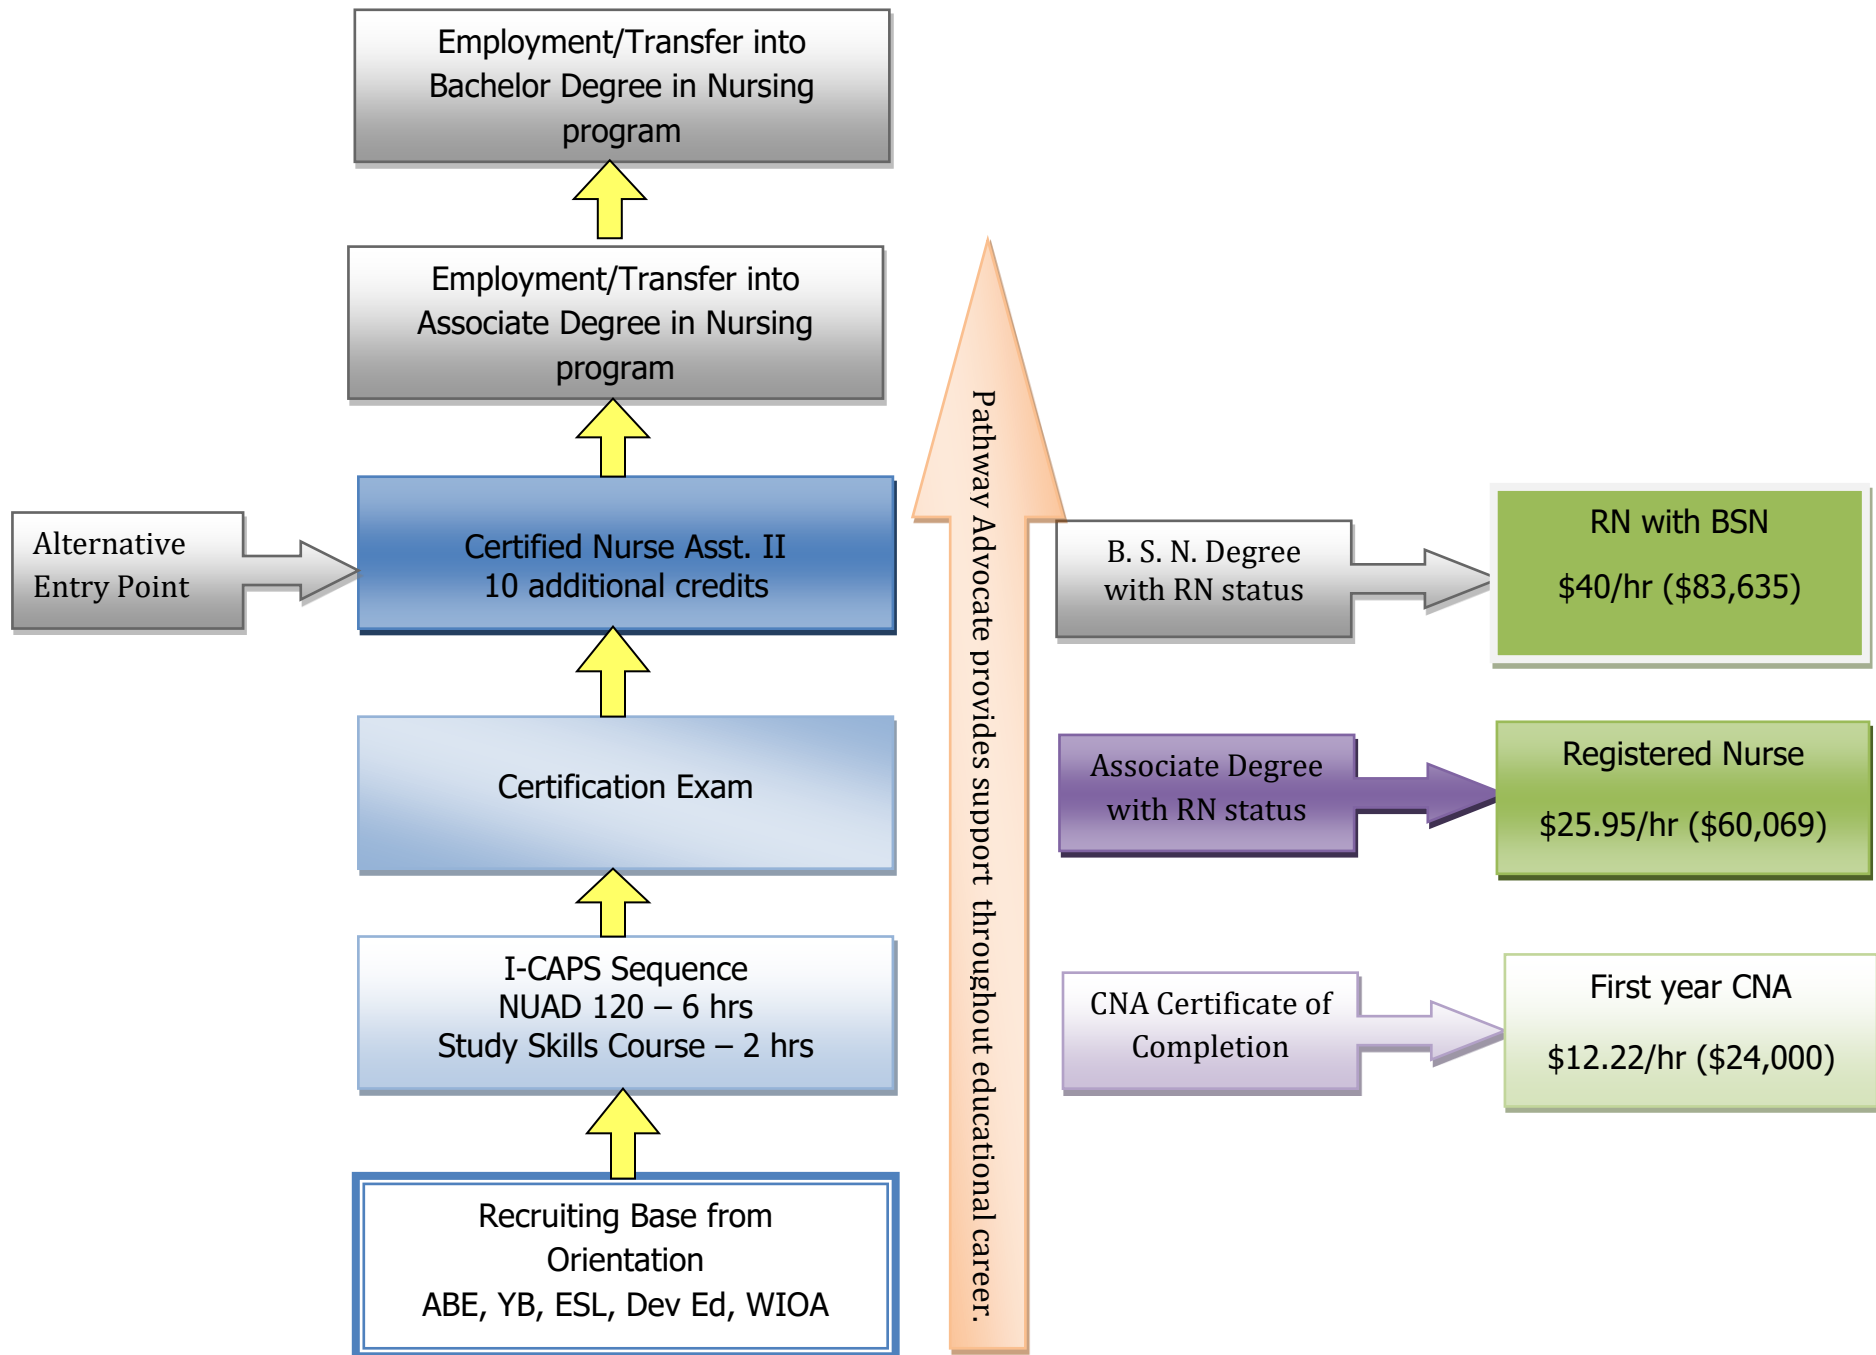 Employment/Transfer into
Bachelor Degree in Nursing
program
Employment/Transfer into
Associate Degree in Nursing
program
Alternative
Entry Point
Certified Nurse Asst. II
10 additional credits
Certification Exam
I-CAPS Sequence
NUAD 120 – 6 hrs
Study Skills Course – 2 hrs
Recruiting Base from
Orientation
ABE, YB, ESL, Dev Ed, WIOA
Pathway Advocate provides support throughout educational career.
B. S. N. Degree
with RN status
RN with BSN
$40/hr ($83,635)
Associate Degree
with RN status
Registered Nurse
$25.95/hr ($60,069)
CNA Certificate of
Completion
First year CNA
$12.22/hr ($24,000)